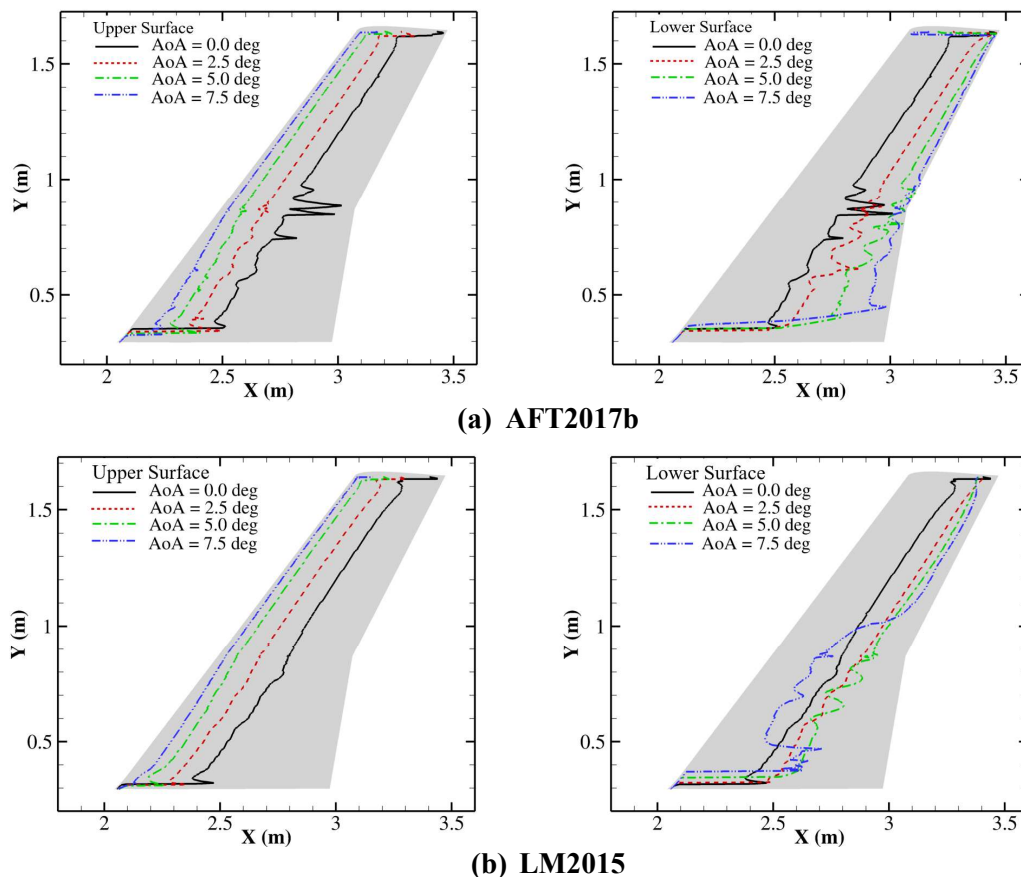 Upper Surface
AoA = 0.0 deg
AoA = 2.5 deg
AoA = 5.0 deg
AoA = 7.5 deg
Y (m)
1.5
1
0.5
2 2.5 3 3.5
X (m)
Lower Surface
AoA = 0.0 deg
AoA = 2.5 deg
AoA = 5.0 deg
AoA = 7.5 deg
Y (m)
1.5
1
0.5
2 2.5 3 3.5
X (m)
(a) AFT2017b
Upper Surface
AoA = 0.0 deg
AoA = 2.5 deg
AoA = 5.0 deg
AoA = 7.5 deg
Y (m)
1.5
1
0.5
2 2.5 3 3.5
X (m)
Lower Surface
AoA = 0.0 deg
AoA = 2.5 deg
AoA = 5.0 deg
AoA = 7.5 deg
Y (m)
1.5
1
0.5
2 2.5 3 3.5
X (m)
(b) LM2015